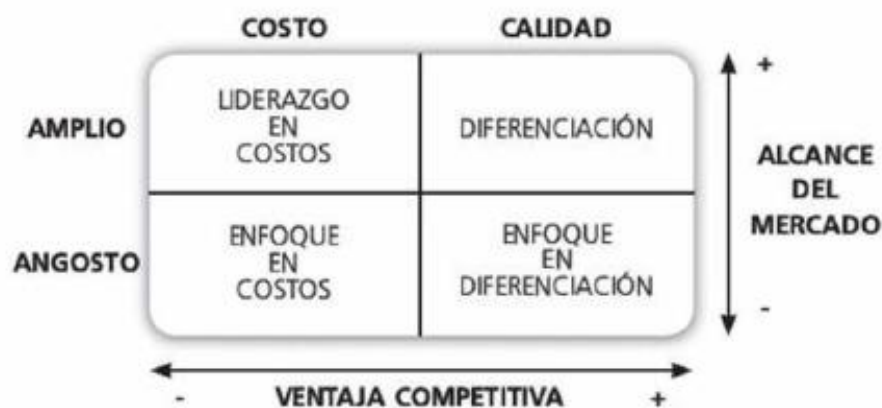 COSTO CALIDAD
+
AMPLIO
LIDERAZGO
EN
COSTOS
DIFERENCIACIÓN
ALCANCE
DEL
MERCADO
ANGOSTO
ENFOQUE
EN
COSTOS
ENFOQUE
EN
DIFERENCIACIÓN
-
- VENTAJA COMPETITIVA +